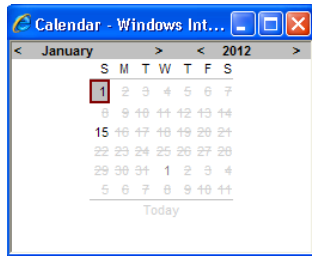 Calendar - Windows Int...
< January > < 2012 >
S M T W T F S
1 2 3 4 5 6 7
8 9 10 11 12 13 14
15 16 17 18 19 20 21
22 23 24 25 26 27 28
29 30 31 1 2 3 4
5 6 7 8 9 10 11
Today